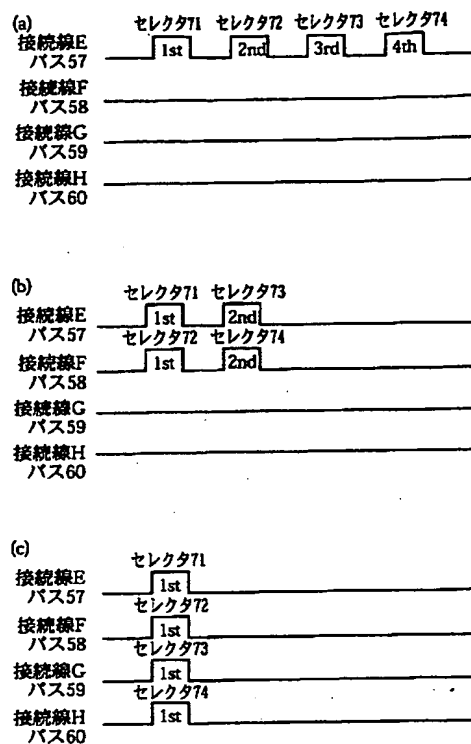 (a)
セレクタ71 セレクタ72 セレクタ73 セレクタ74
接続線E 1st 2nd 3rd 4th
バス57
接続線F
バス58
接続線G
バス59
接続線H
バス60
(b)
セレクタ71 セレクタ73
接続線E 1st 2nd
バス57
セレクタ72 セレクタ74
接続線F 1st 2nd
バス58
接続線G
バス59
接続線H
バス60
(c)
セレクタ71
接続線E 1st
バス57
セレクタ72
接続線F 1st
バス58
セレクタ73
接続線G 1st
バス59
セレクタ74
接続線H 1st
バス60